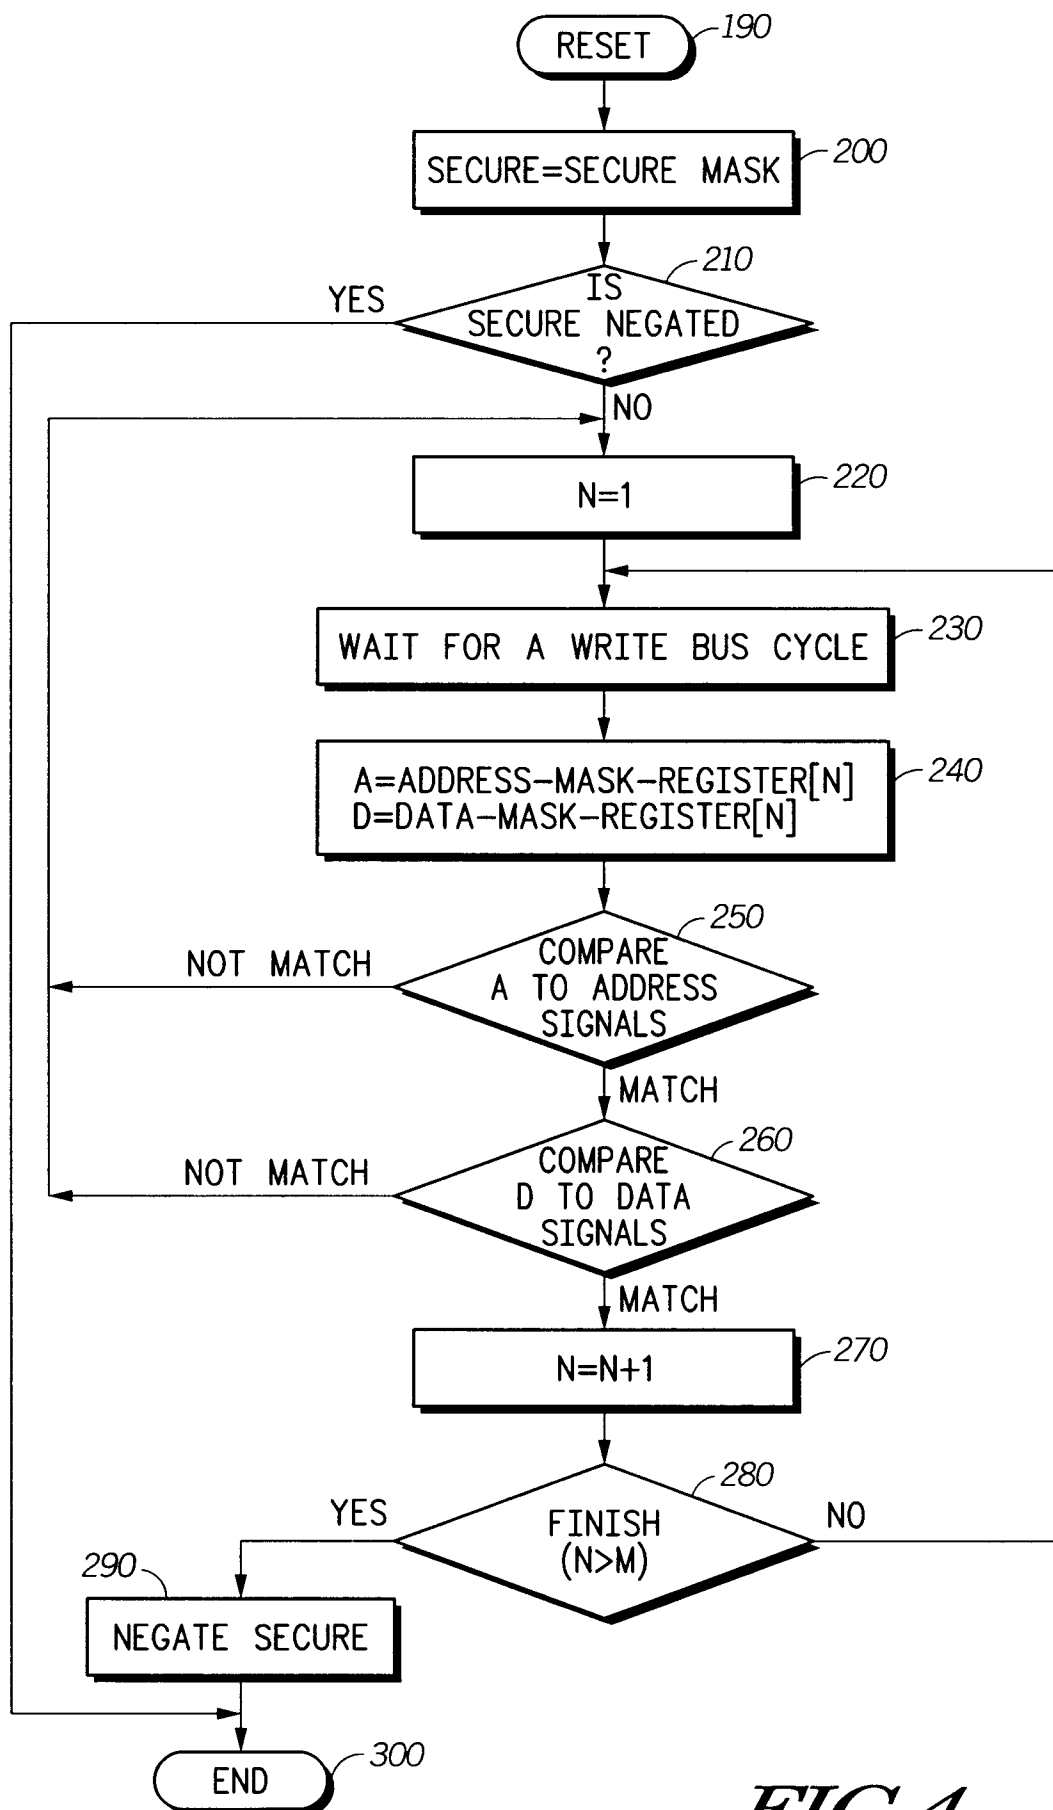 RESET
190
SECURE=SECURE MASK
200
210
YES
IS
SECURE NEGATED
?
NO
N=1
220
WAIT FOR A WRITE BUS CYCLE
230
A=ADDRESS-MASK-REGISTER[N]
D=DATA-MASK-REGISTER[N]
240
250
NOT MATCH
COMPARE
A TO ADDRESS
SIGNALS
MATCH
260
NOT MATCH
COMPARE
D TO DATA
SIGNALS
MATCH
N=N+1
270
280
YES
FINISH
(N>M)
NO
290
NEGATE SECURE
END
300
FIG.4